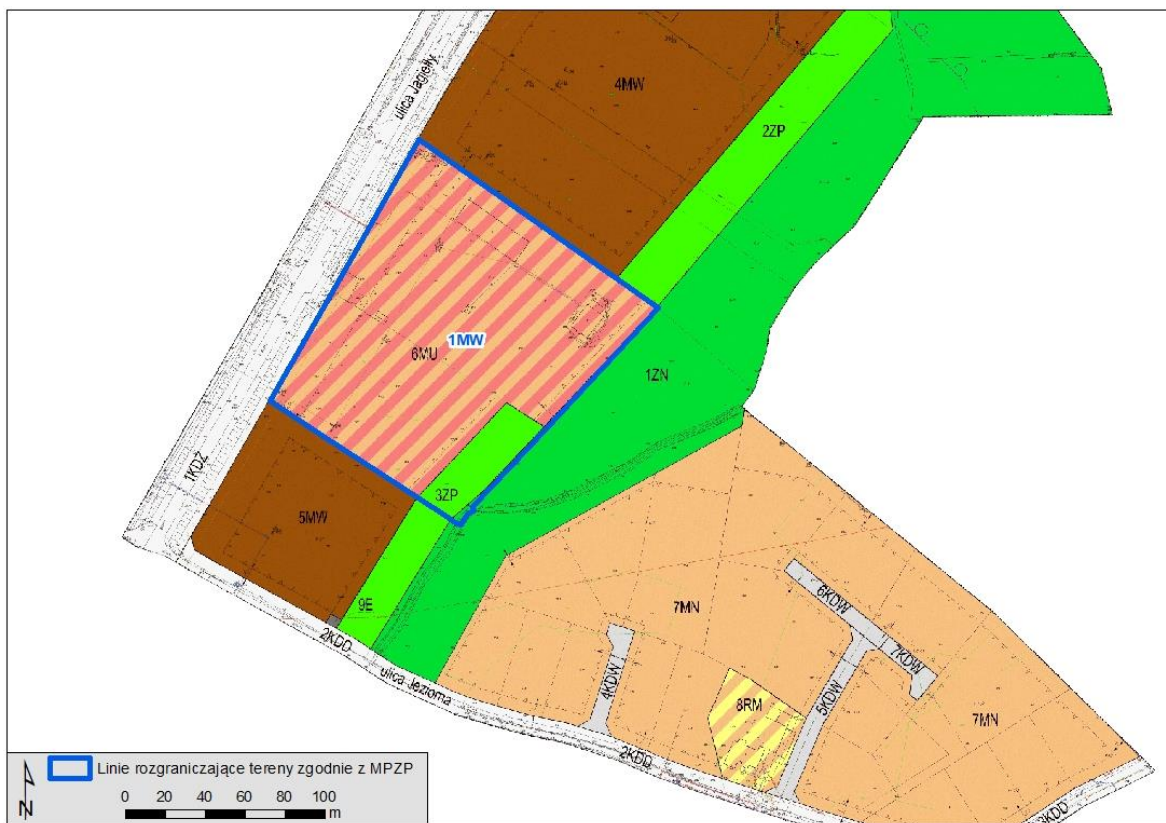 ulica Jagiełły
4MW
2ZP
1MW
6MU
1ZN
1KDZ
3ZP
5MW
9E
7MN
6KDW
7KDW
2KDD
ulica Jeziorna
4KDW
5KDW
8RM
7MN
2KDD
3KDD
N
Linie rozgraniczające tereny zgodnie z MPZP
0 20 40 60 80 100
m